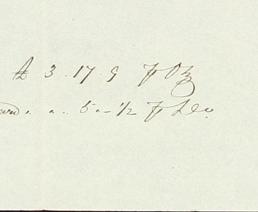 £ 3. 17. 9 ⅌ Oz
a. 5 - ½ ⅌ Do.